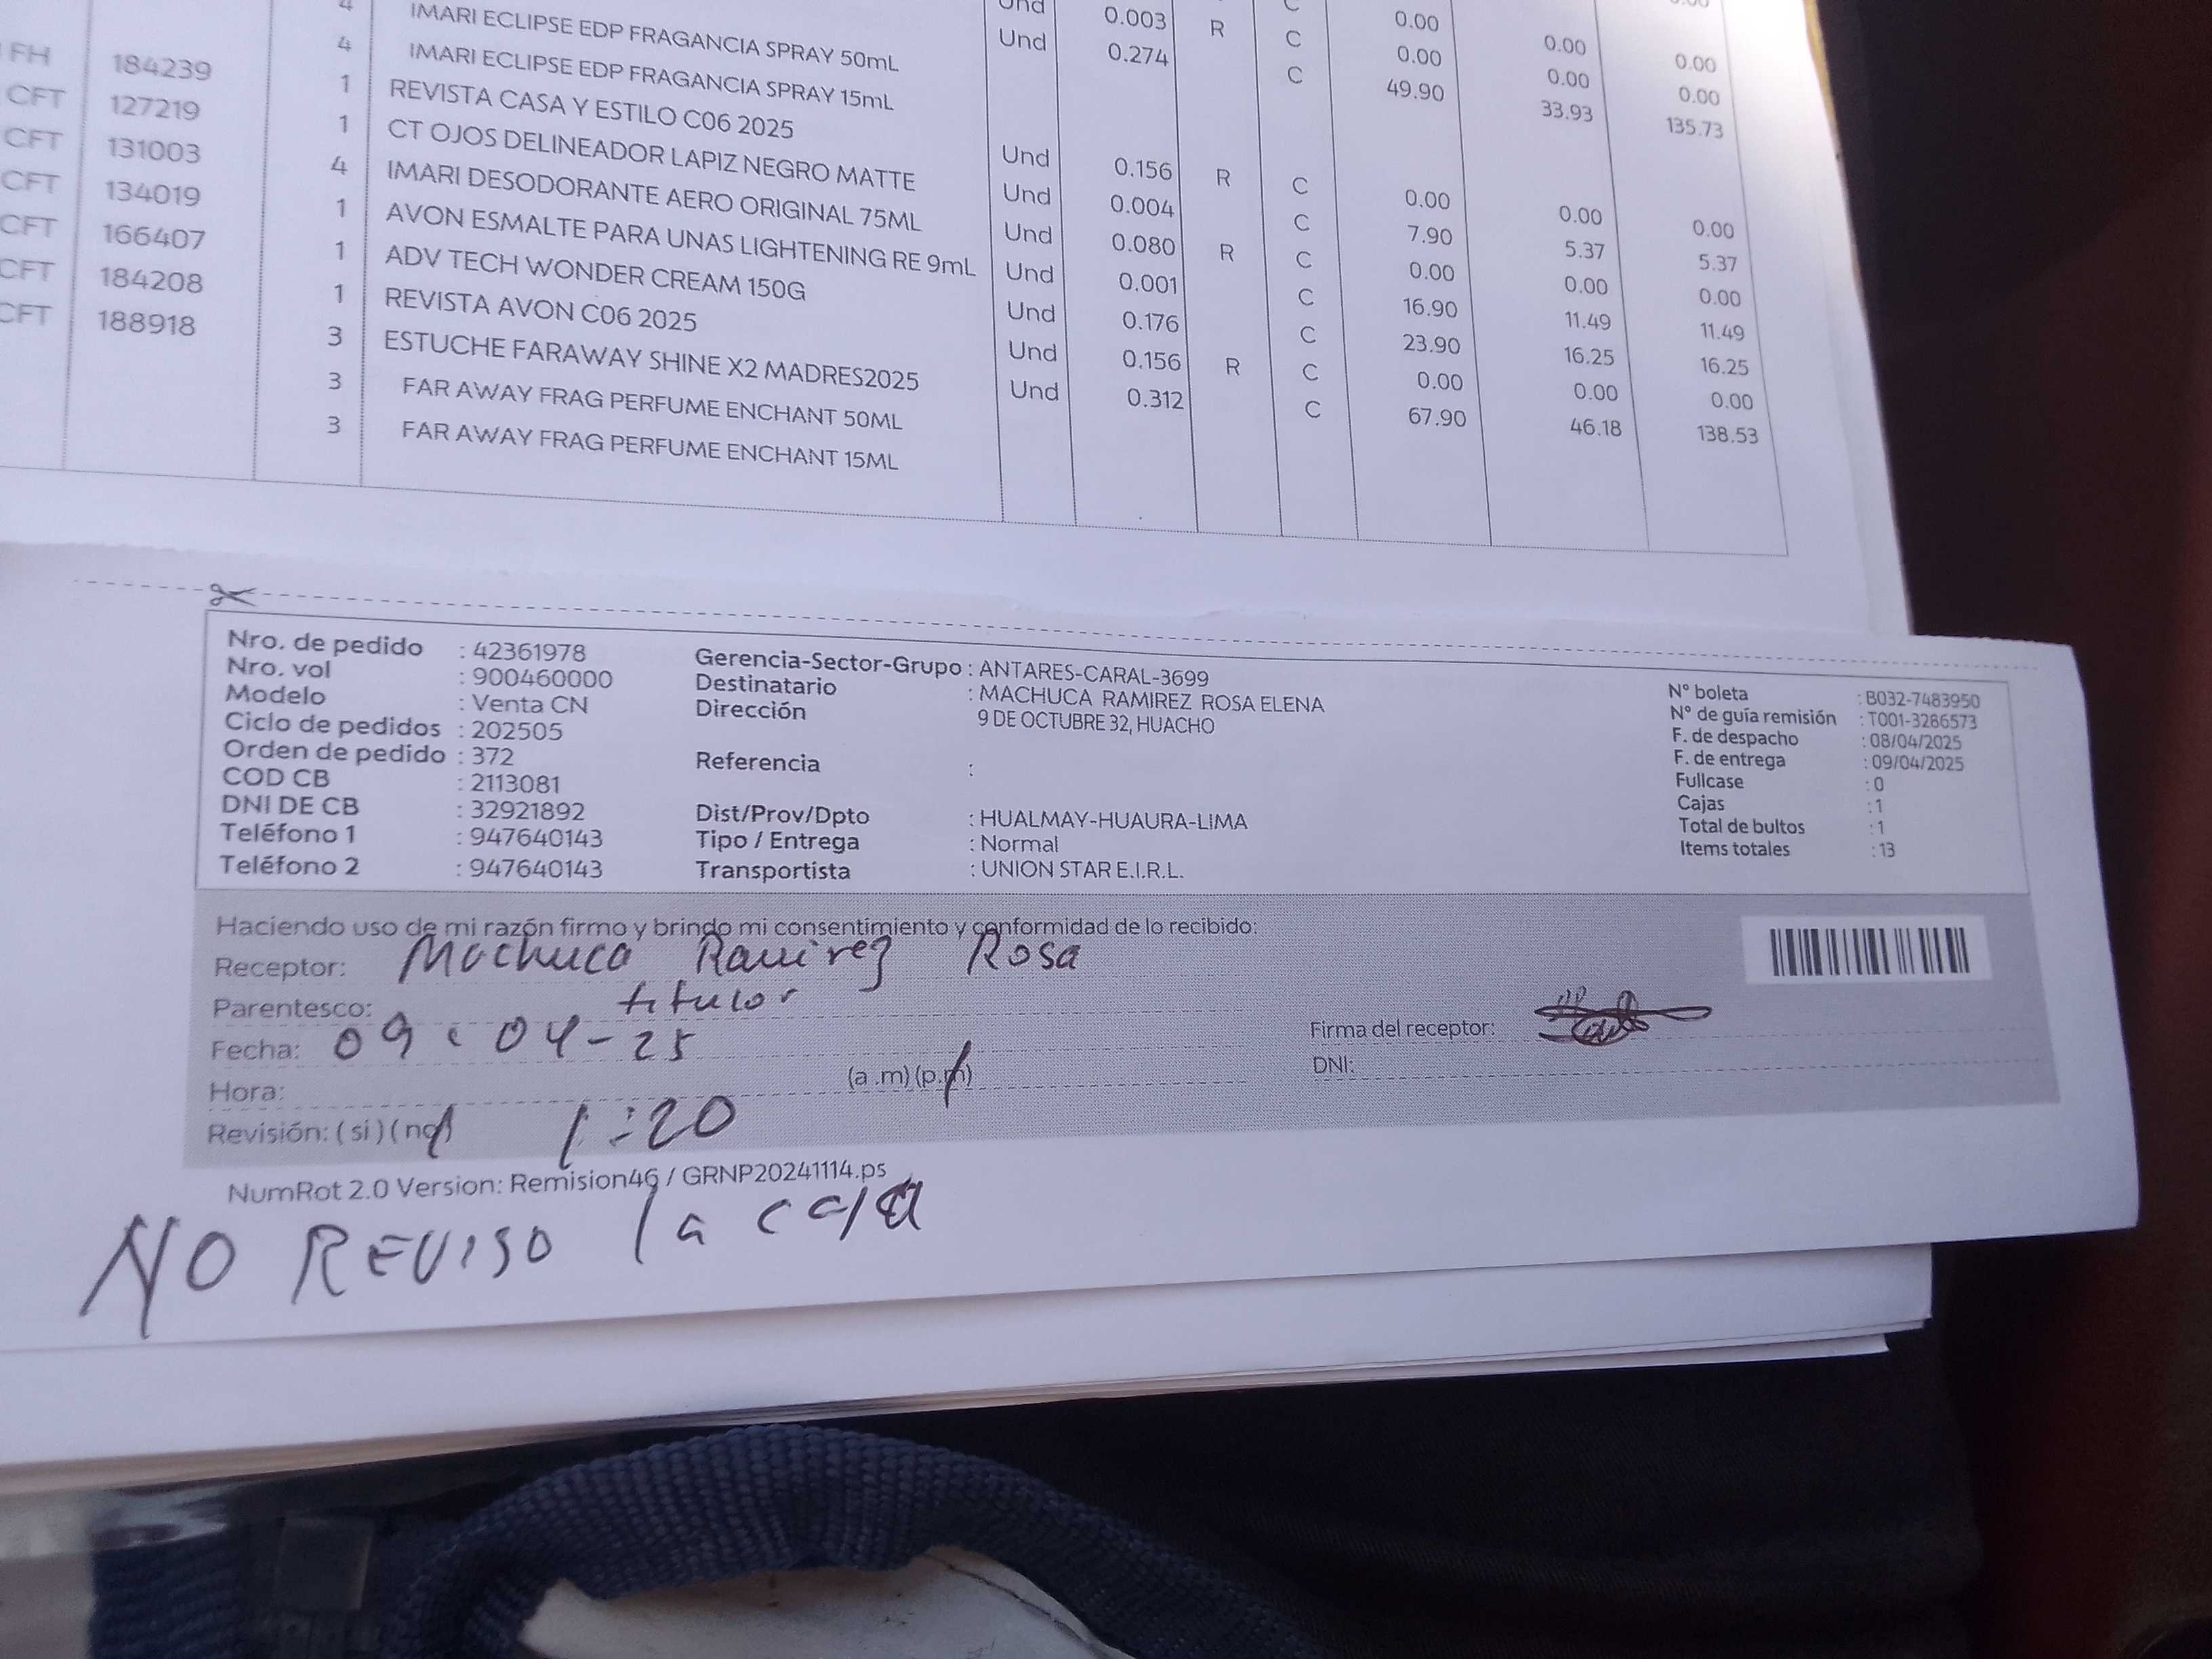 4 IMARI ECLIPSE EDP FRAGANCIA SPRAY 50mL Und 0.003 R C 0.00 0.00 0.00
4 IMARI ECLIPSE EDP FRAGANCIA SPRAY 15mL Und 0.274 C 0.00 0.00 0.00
FH 184239 1 REVISTA CASA Y ESTILO C06 2025 C 49.90 33.93 135.73
CFT 127219 1 CT OJOS DELINEADOR LAPIZ NEGRO MATTE Und 0.156 R C 0.00 0.00 0.00
CFT 131003 4 IMARI DESODORANTE AERO ORIGINAL 75ML Und 0.004 C 7.90 5.37 5.37
CFT 134019 1 AVON ESMALTE PARA UNAS LIGHTENING RE 9mL Und 0.080 R C 0.00 0.00 0.00
CFT 166407 1 ADV TECH WONDER CREAM 150G Und 0.001 C 16.90 11.49 11.49
CFT 184208 1 REVISTA AVON C06 2025 Und 0.176 C 23.90 16.25 16.25
CFT 188918 3 ESTUCHE FARAWAY SHINE X2 MADRES2025 Und 0.156 R C 0.00 0.00 0.00
3 FAR AWAY FRAG PERFUME ENCHANT 50ML Und 0.312 C 67.90 46.18 138.53
3 FAR AWAY FRAG PERFUME ENCHANT 15ML
Nro. de pedido : 42361978
Nro. vol : 900460000
Modelo : Venta CN
Ciclo de pedidos : 202505
Orden de pedido : 372
COD CB : 2113081
DNI DE CB : 32921892
Teléfono 1 : 947640143
Teléfono 2 : 947640143
Gerencia-Sector-Grupo : ANTARES-CARAL-3699
Destinatario : MACHUCA RAMIREZ ROSA ELENA
Dirección 9 DE OCTUBRE 32, HUACHO
Referencia :
Dist/Prov/Dpto : HUALMAY-HUAURA-LIMA
Tipo / Entrega : Normal
Transportista : UNION STAR E.I.R.L.
N° boleta : B032-7483950
N° de guía remisión : T001-3286573
F. de despacho : 08/04/2025
F. de entrega : 09/04/2025
Fullcase : 0
Cajas : 1
Total de bultos : 1
Items totales : 13
Haciendo uso de mi razón firmo y brindo mi consentimiento y conformidad de lo recibido:
Receptor: Machuca Ramirez Rosa
Parentesco: titular
Fecha: 09-04-25
Firma del receptor:
Hora: (a.m) (p.m)
DNI:
Revisión: (si) (no) 1:20
NumRot 2.0 Version: Remision46 / GRNP20241114.ps
NO REVISO la caja